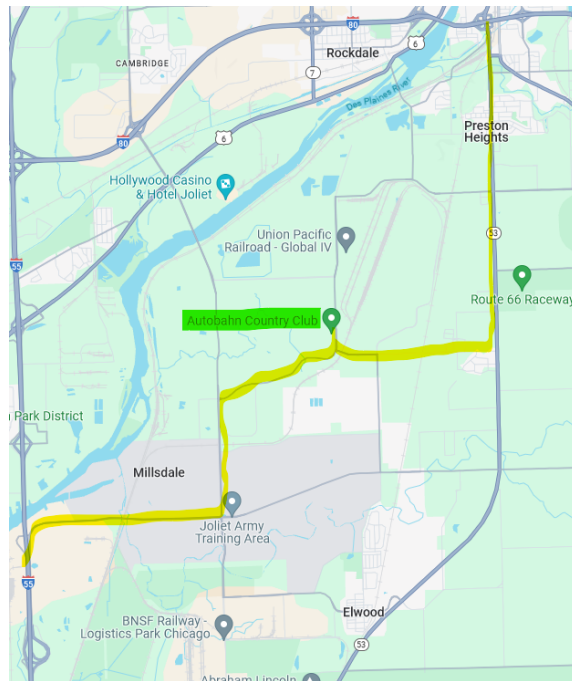 80
Rockdale
6
CAMBRIDGE
7
Des Plaines River
Preston
Heights
80
6
Hollywood Casino
& Hotel Joliet
53
Union Pacific
Railroad - Global IV
55
Route 66 Raceway
Autobahn Country Club
Park District
Millsdale
Joliet Army
Training Area
55
Elwood
BNSF Railway -
Logistics Park Chicago
53
Abraham Lincoln